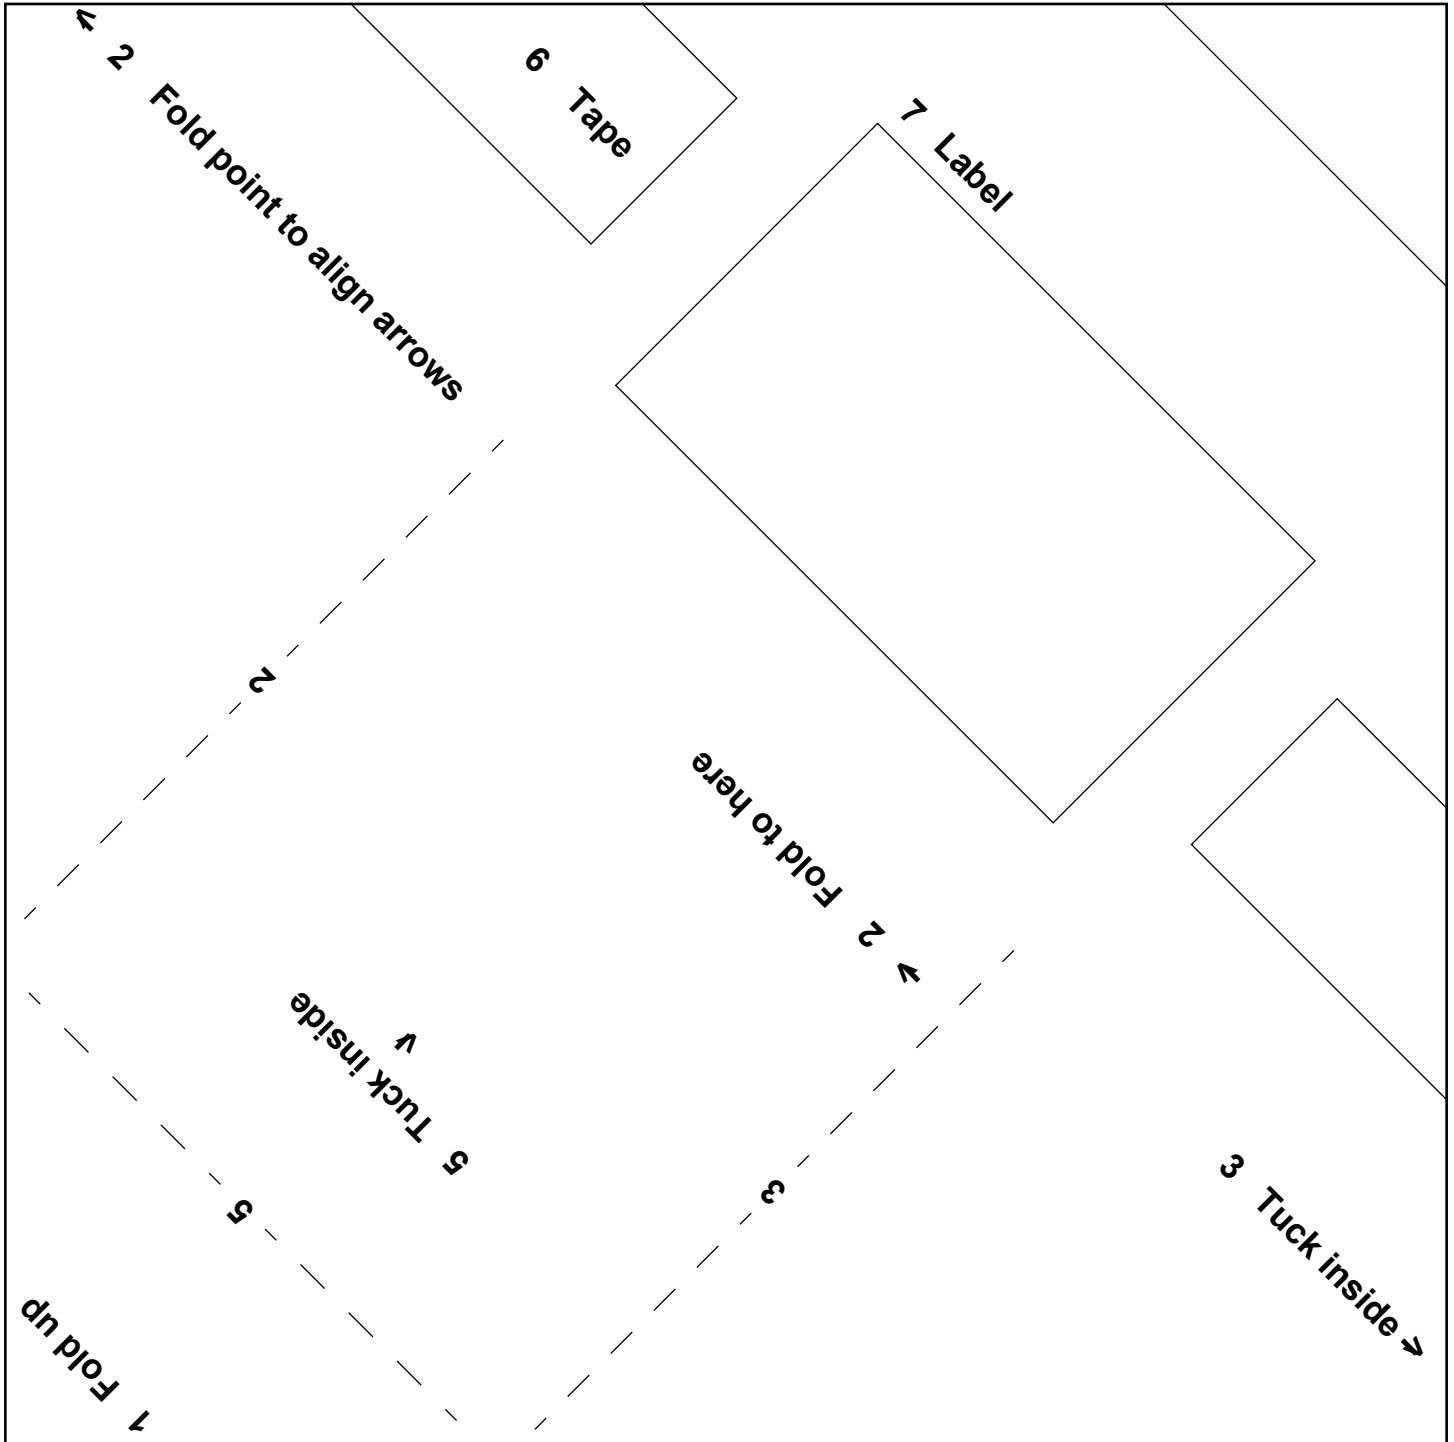 < 2 Fold point to align arrows
6 Tape
7 Label
2
2 Fold to here
<
5 Tuck inside
v
5
3
3 Tuck inside >
1 Fold up